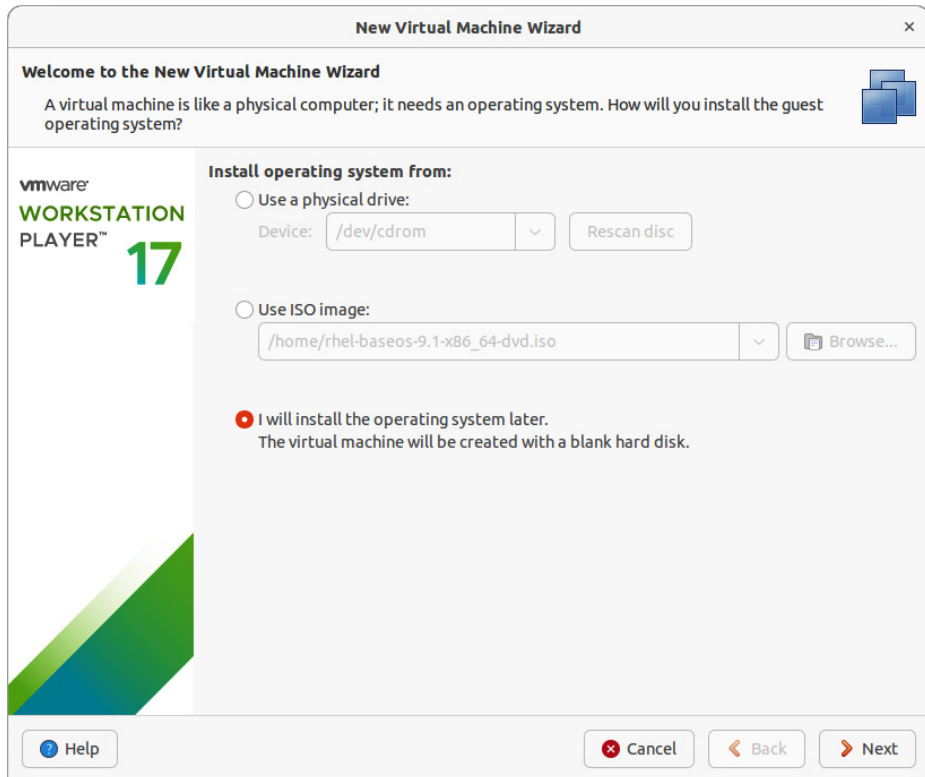 New Virtual Machine Wizard
Welcome to the New Virtual Machine Wizard
A virtual machine is like a physical computer; it needs an operating system. How will you install the guest
operating system?
vmware
WORKSTATION
PLAYER™
17
Install operating system from:
Use a physical drive:
Device: /dev/cdrom Rescan disc
Use ISO image:
/home/rhel-baseos-9.1-x86_64-dvd.iso Browse...
I will install the operating system later.
The virtual machine will be created with a blank hard disk.
Help Cancel Back Next